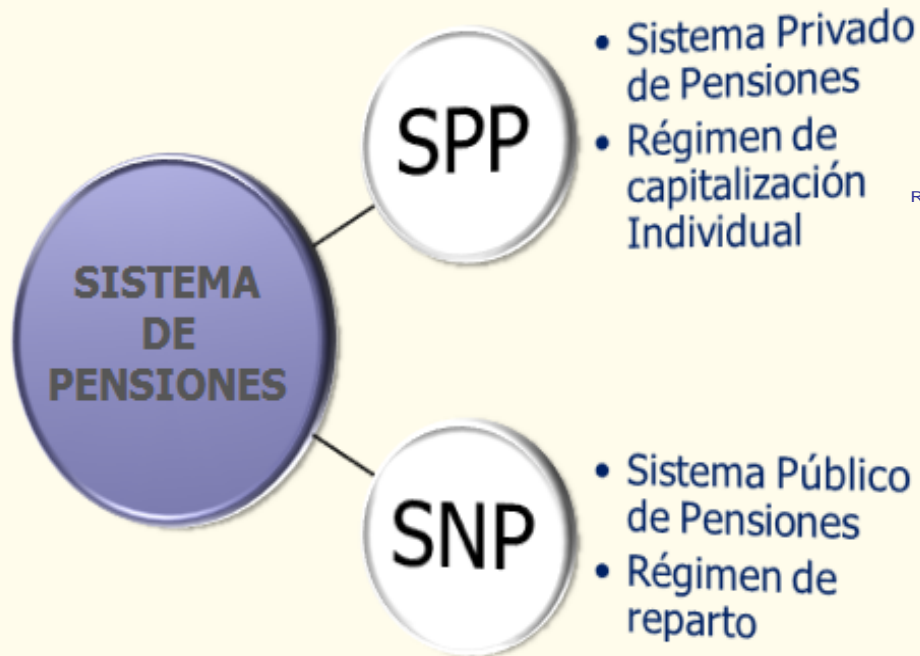 SISTEMA
DE
PENSIONES
SPP
• Sistema Privado
de Pensiones
• Régimen de
capitalización
Individual
R
SNP
• Sistema Público
de Pensiones
• Régimen de
reparto